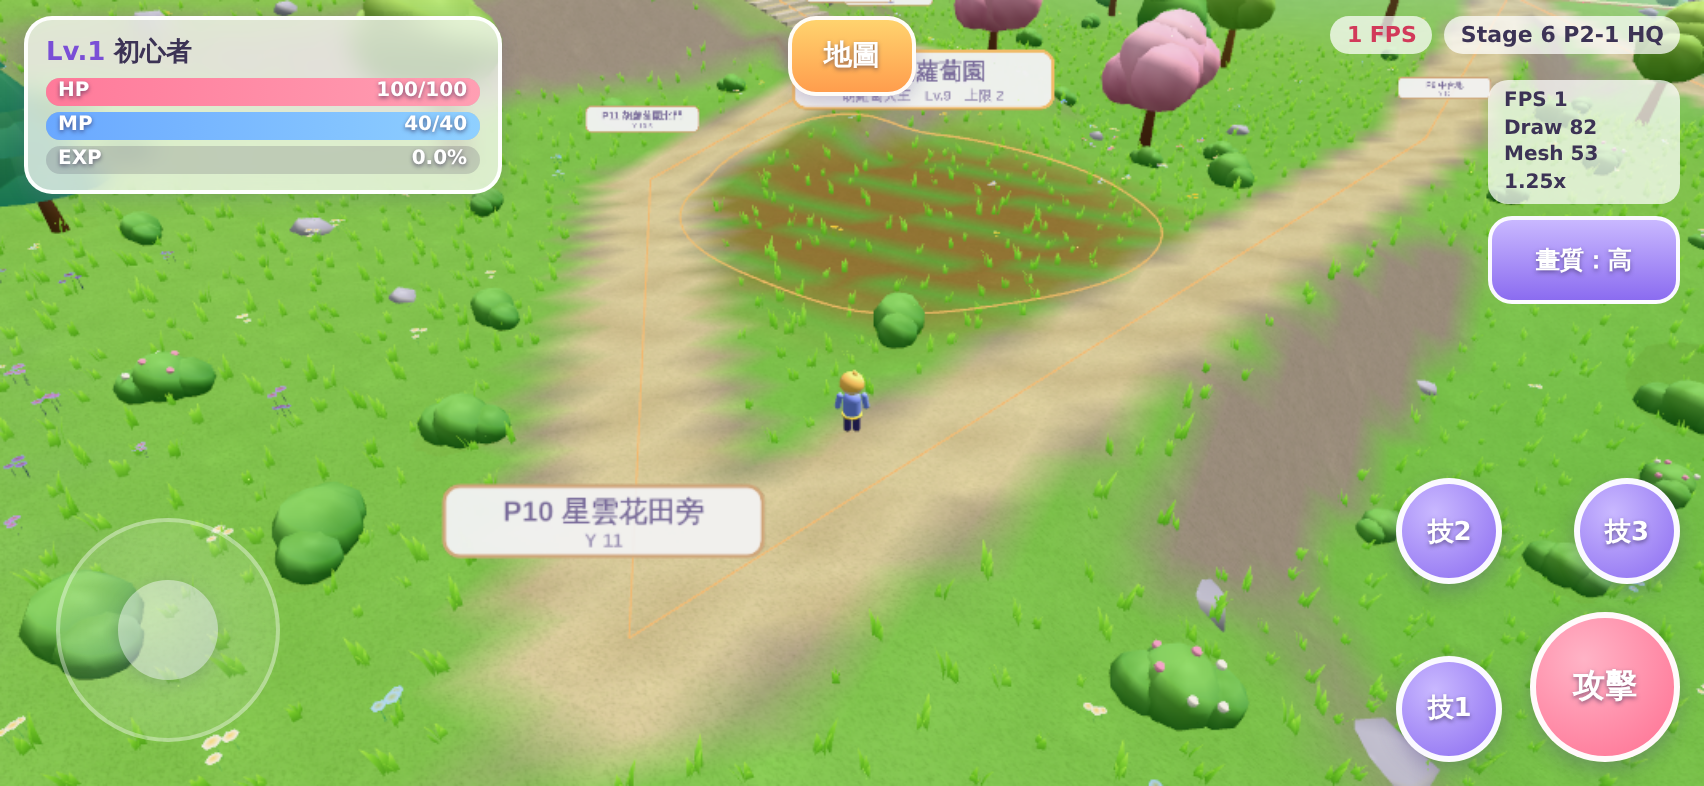 Lv.1 初心者
HP 100/100
MP 40/40
EXP 0.0%
地圖
蘿蔔園
Lv.9 上限 2
1 FPS
Stage 6 P2-1 HQ
FPS 1
Draw 82
Mesh 53
1.25x
畫質：高
P10 星雲花田旁
Y 11
技2
技3
技1
攻擊